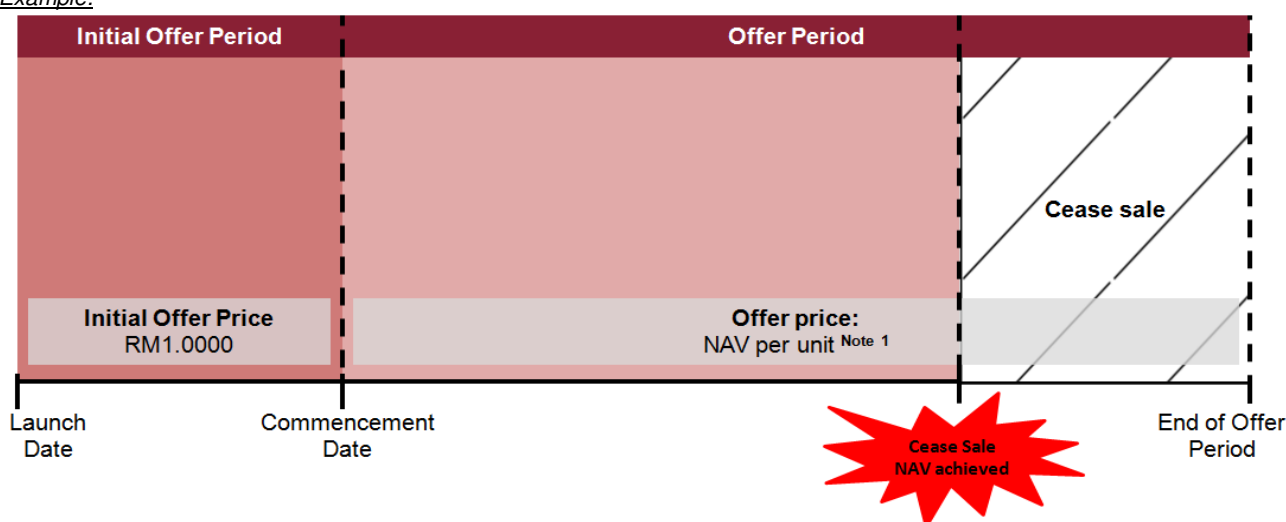 Example:
Initial Offer Period
Offer Period
Cease sale
Initial Offer Price
RM1.0000
Offer price:
NAV per unit Note 1
Launch
Date
Commencement
Date
Cease Sale
NAV achieved
End of Offer
Period